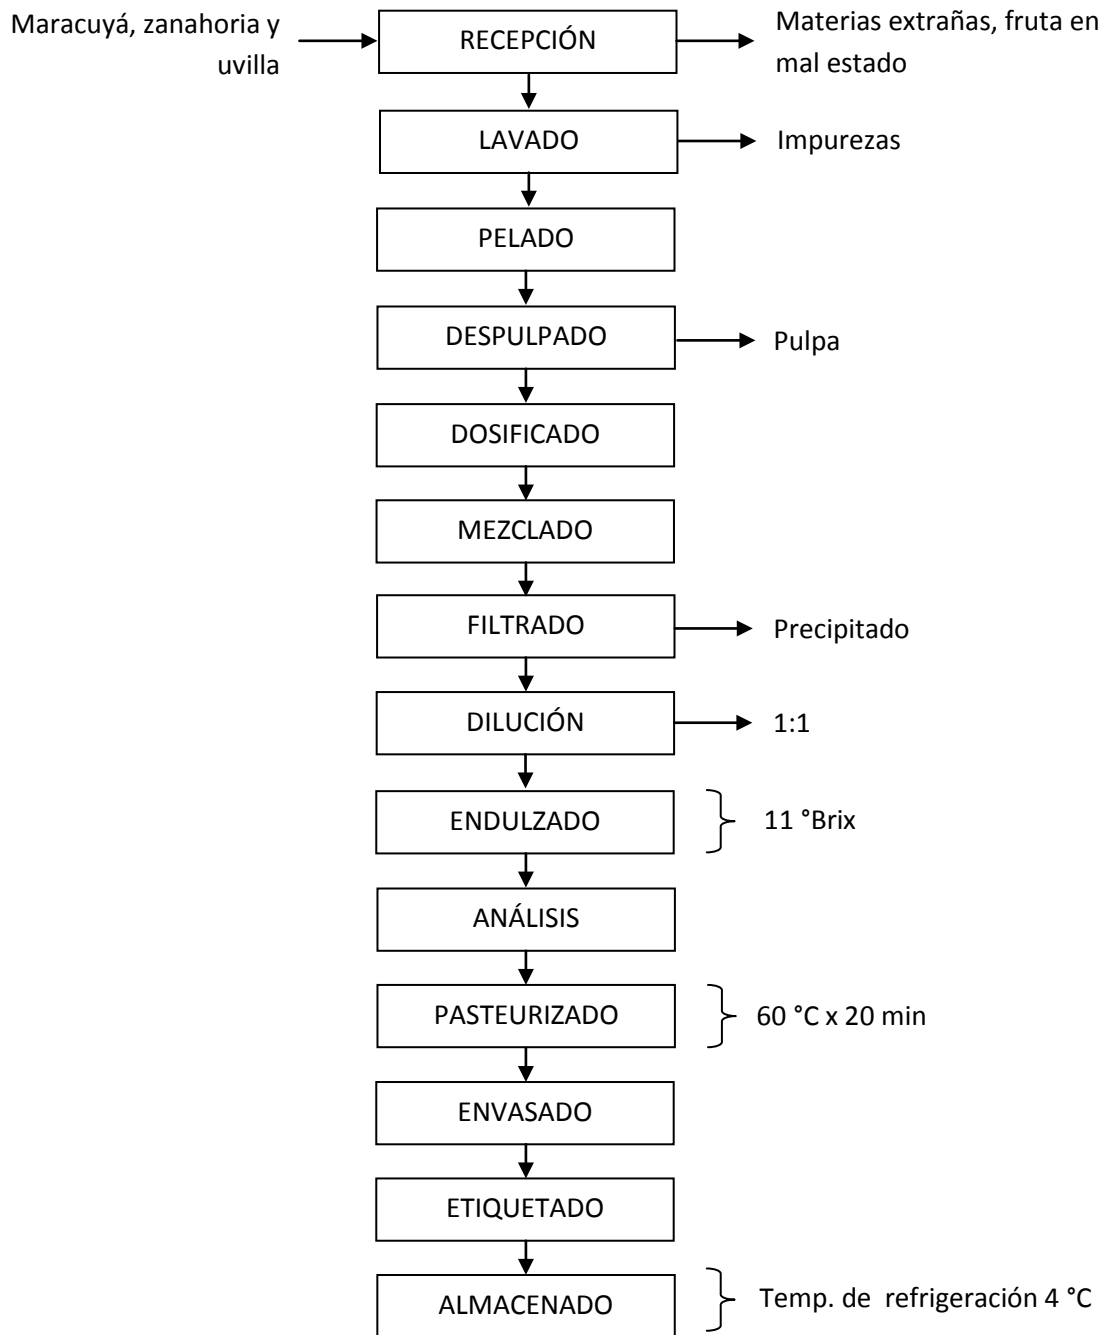 Maracuyá, zanahoria y
uvilla
RECEPCIÓN
Materias extrañas, fruta en
mal estado
LAVADO
Impurezas
PELADO
DESPULPADO
Pulpa
DOSIFICADO
MEZCLADO
FILTRADO
Precipitado
DILUCIÓN
1:1
ENDULZADO
11 °Brix
ANÁLISIS
PASTEURIZADO
60 °C x 20 min
ENVASADO
ETIQUETADO
ALMACENADO
Temp. de refrigeración 4 °C